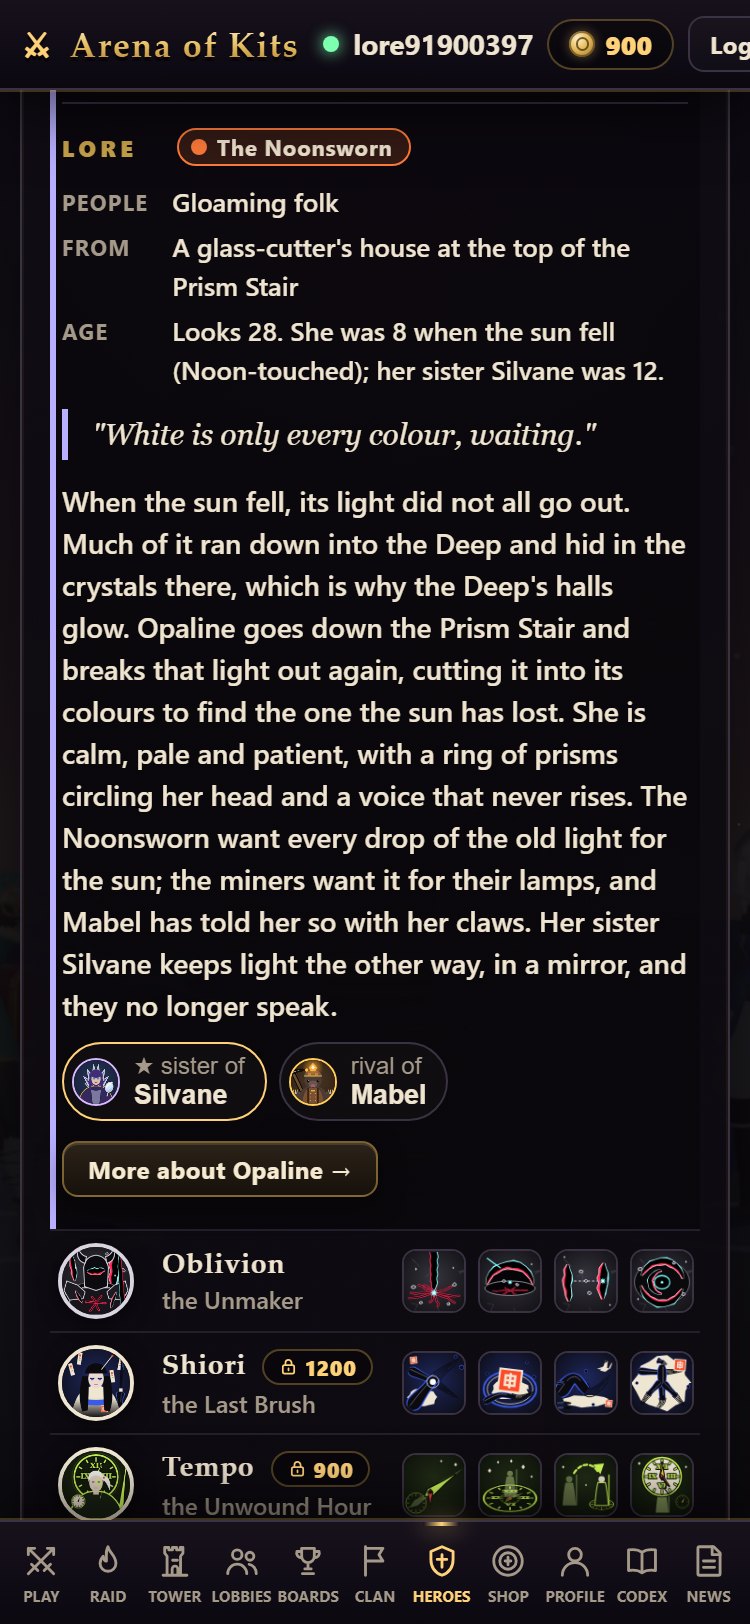 Arena of Kits
lore91900397
900
Log
LORE
The Noonsworn
PEOPLE
Gloaming folk
FROM
A glass-cutter's house at the top of the
Prism Stair
AGE
Looks 28. She was 8 when the sun fell
(Noon-touched); her sister Silvane was 12.
"White is only every colour, waiting."
When the sun fell, its light did not all go out.
Much of it ran down into the Deep and hid in the
crystals there, which is why the Deep's halls
glow. Opaline goes down the Prism Stair and
breaks that light out again, cutting it into its
colours to find the one the sun has lost. She is
calm, pale and patient, with a ring of prisms
circling her head and a voice that never rises. The
Noonsworn want every drop of the old light for
the sun; the miners want it for their lamps, and
Mabel has told her so with her claws. Her sister
Silvane keeps light the other way, in a mirror, and
they no longer speak.
★ sister of
Silvane
rival of
Mabel
More about Opaline →
Oblivion
the Unmaker
Shiori
1200
the Last Brush
申
Tempo
900
the Unwound Hour
PLAY
RAID
TOWER
LOBBIES
BOARDS
CLAN
HEROES
SHOP
PROFILE
CODEX
NEWS